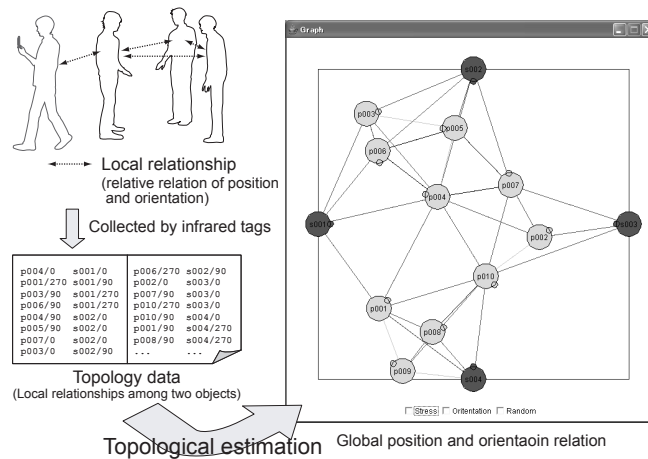 Local relationship
(relative relation of position
and orientation)
Collected by infrared tags
p004/0 s001/0
p001/270 s001/90
p003/90 s001/270
p006/90 s001/270
p004/90 s002/0
p005/90 s002/0
p007/0 s002/0
p003/0 s002/90
p006/270 s002/90
p002/0 s003/0
p007/90 s003/0
p010/270 s003/0
p010/90 s004/0
p001/90 s004/270
p008/90 s004/270
... ...
Topology data
(Local relationships among two objects)
Topological estimation
Graph
s002
p003
p005
p006
p007
p004
s001
s003
p002
p010
p001
p008
p009
s004
Stress Oritentation Random
Global position and orientaoin relation